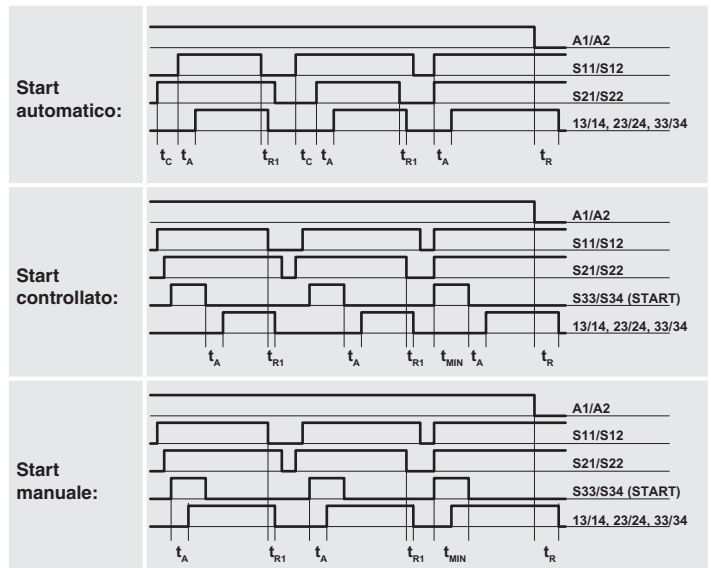 Start
automatico:
A1/A2
S11/S12
S21/S22
13/14, 23/24, 33/34
tC tA tR1 tC tA tR1 tA tR
Start
controllato:
A1/A2
S11/S12
S21/S22
S33/S34 (START)
13/14, 23/24, 33/34
tA tR1 tA tR1 tMIN tA tR
Start
manuale:
A1/A2
S11/S12
S21/S22
S33/S34 (START)
13/14, 23/24, 33/34
tA tR1 tA tR1 tMIN tR